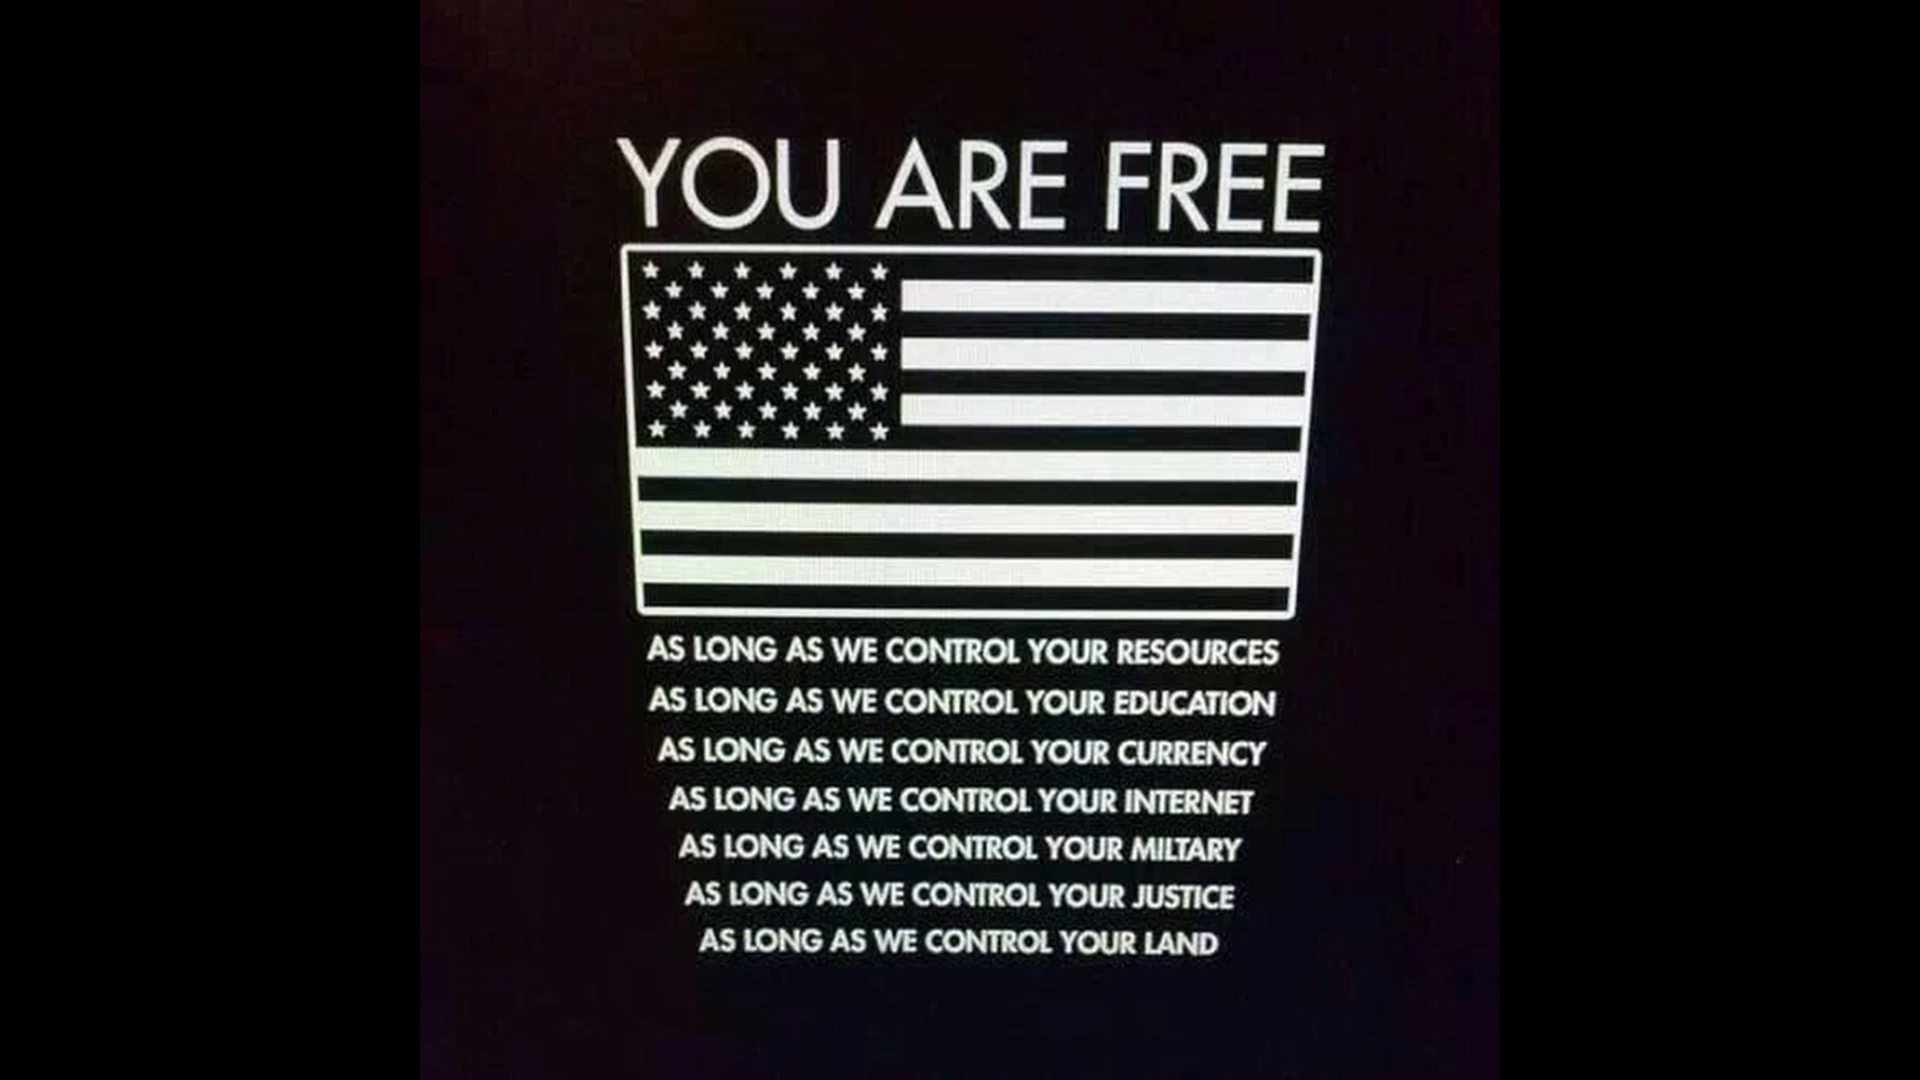 YOU ARE FREE
AS LONG AS WE CONTROL YOUR RESOURCES
AS LONG AS WE CONTROL YOUR EDUCATION
AS LONG AS WE CONTROL YOUR CURRENCY
AS LONG AS WE CONTROL YOUR INTERNET
AS LONG AS WE CONTROL YOUR MILTARY
AS LONG AS WE CONTROL YOUR JUSTICE
AS LONG AS WE CONTROL YOUR LAND